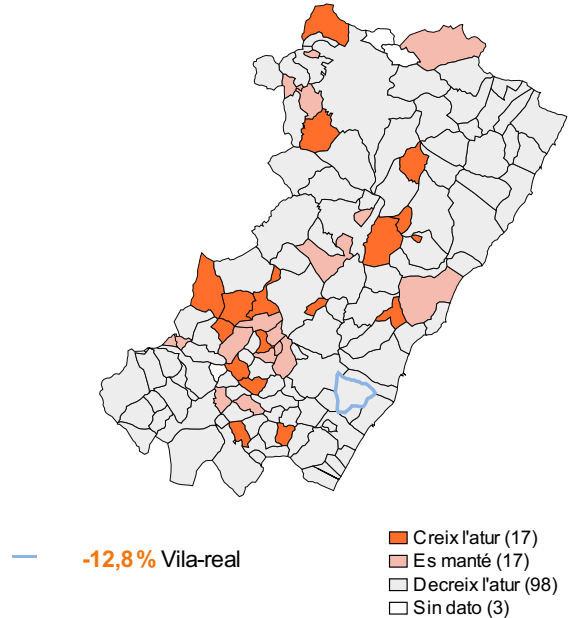 -12,8% Vila-real
Creix l'atur (17)
Es manté (17)
Decreix l'atur (98)
Sin dato (3)